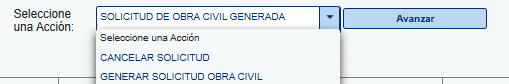 Seleccione
una Acción:
SOLICITUD DE OBRA CIVIL GENERADA
Avanzar
Seleccione una Acción
CANCELAR SOLICITUD
GENERAR SOLICITUD OBRA CIVIL